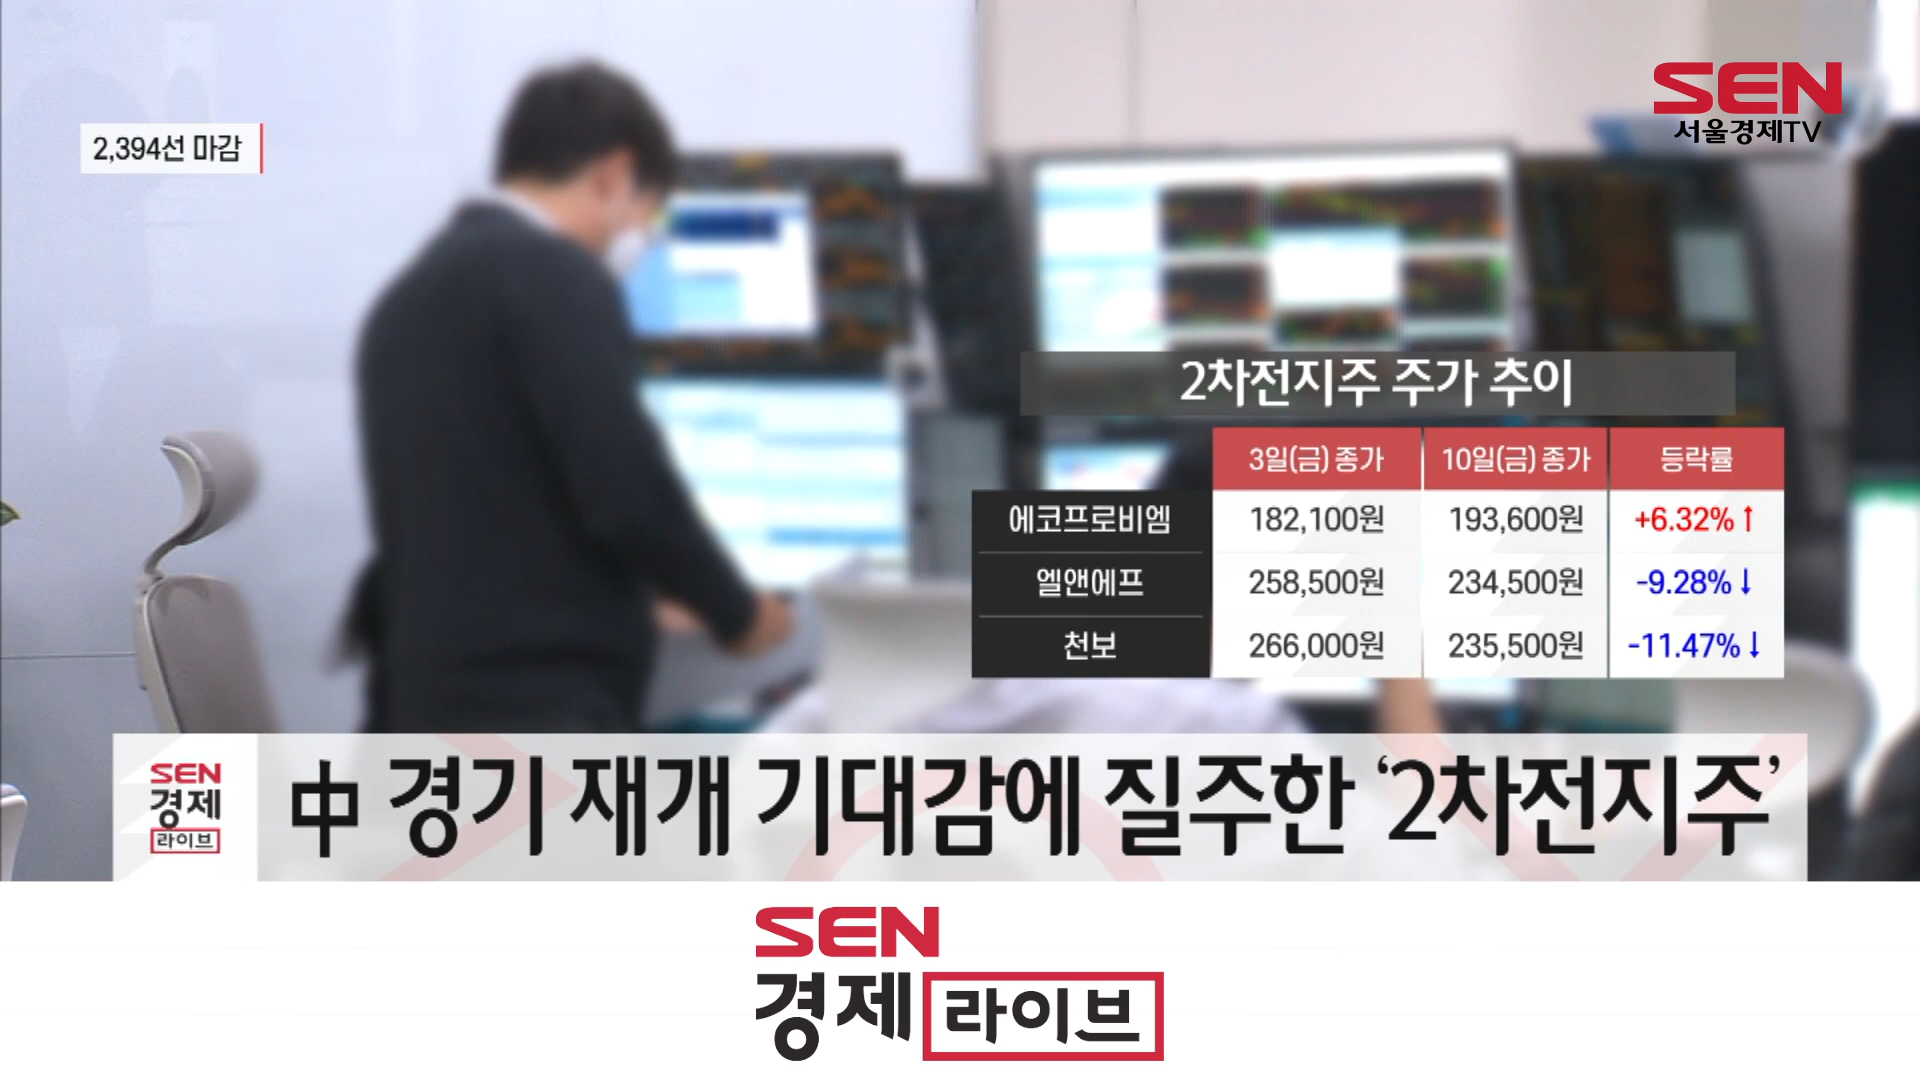 SEN
서울경제TV
2,394선 마감
2차전지주 주가 추이
3일(금) 종가 10일(금) 종가 등락률
에코프로비엠 182,100원 193,600원 +6.32%↑
엘앤에프 258,500원 234,500원 -9.28%↓
천보 266,000원 235,500원 -11.47%↓
SEN
경제
라이브
中 경기 재개 기대감에 질주한 ‘2차전지주’
SEN
경제 라이브